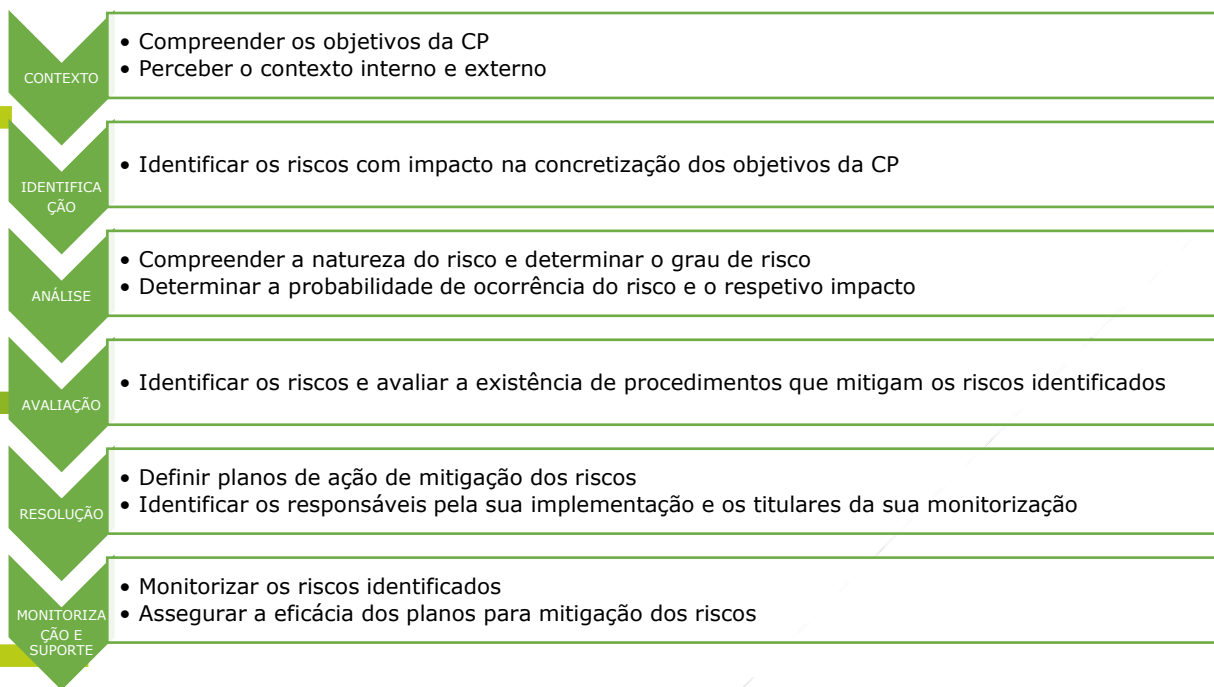 CONTEXTO
• Compreender os objetivos da CP
• Perceber o contexto interno e externo
IDENTIFICA
ÇÃO
• Identificar os riscos com impacto na concretização dos objetivos da CP
ANÁLISE
• Compreender a natureza do risco e determinar o grau de risco
• Determinar a probabilidade de ocorrência do risco e o respetivo impacto
AVALIAÇÃO
• Identificar os riscos e avaliar a existência de procedimentos que mitigam os riscos identificados
RESOLUÇÃO
• Definir planos de ação de mitigação dos riscos
• Identificar os responsáveis pela sua implementação e os titulares da sua monitorização
MONITORIZA
ÇÃO E
SUPORTE
• Monitorizar os riscos identificados
• Assegurar a eficácia dos planos para mitigação dos riscos